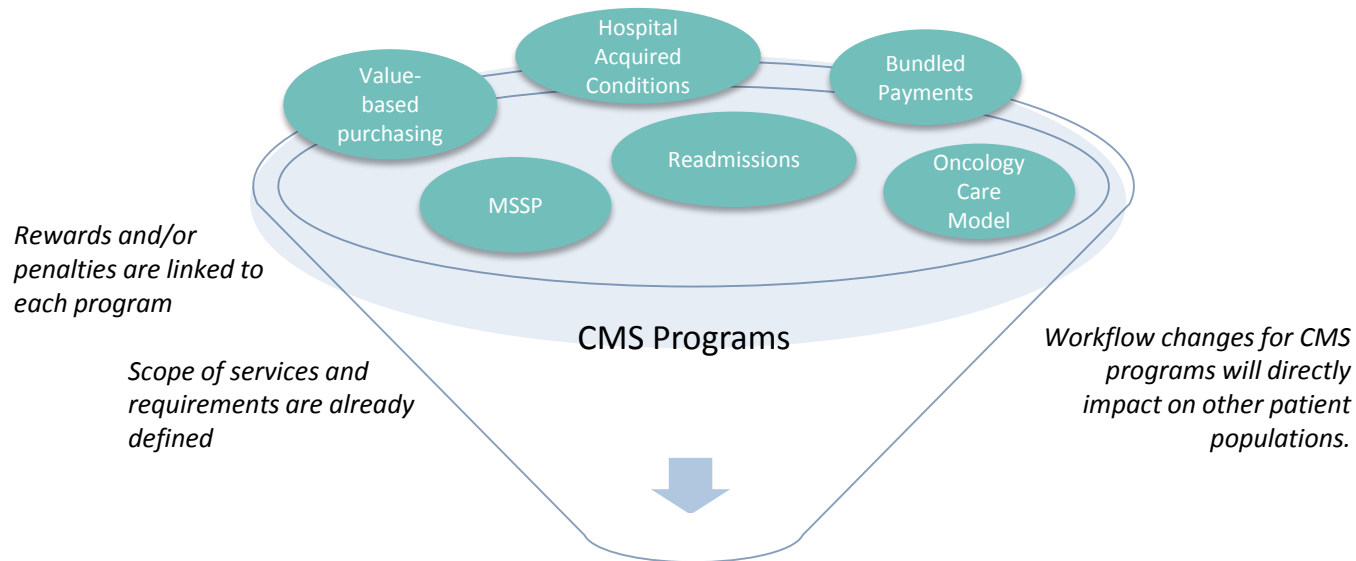 Hospital
Acquired
Conditions
Value-
based
purchasing
Bundled
Payments
Readmissions
MSSP
Oncology
Care
Model
Rewards and/or
penalties are linked to
each program
CMS Programs
Scope of services and
requirements are already
defined
Workflow changes for CMS
programs will directly
impact on other patient
populations.